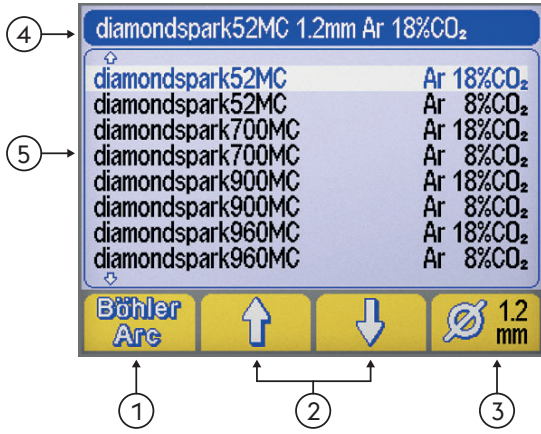 4
diamondspark52MC 1.2mm Ar 18%CO₂
5
diamondspark52MC Ar 18%CO₂
diamondspark52MC Ar 8%CO₂
diamondspark700MC Ar 18%CO₂
diamondspark700MC Ar 8%CO₂
diamondspark900MC Ar 18%CO₂
diamondspark900MC Ar 8%CO₂
diamondspark960MC Ar 18%CO₂
diamondspark960MC Ar 8%CO₂
Böhler
Arc
1.2
mm
1 2 3